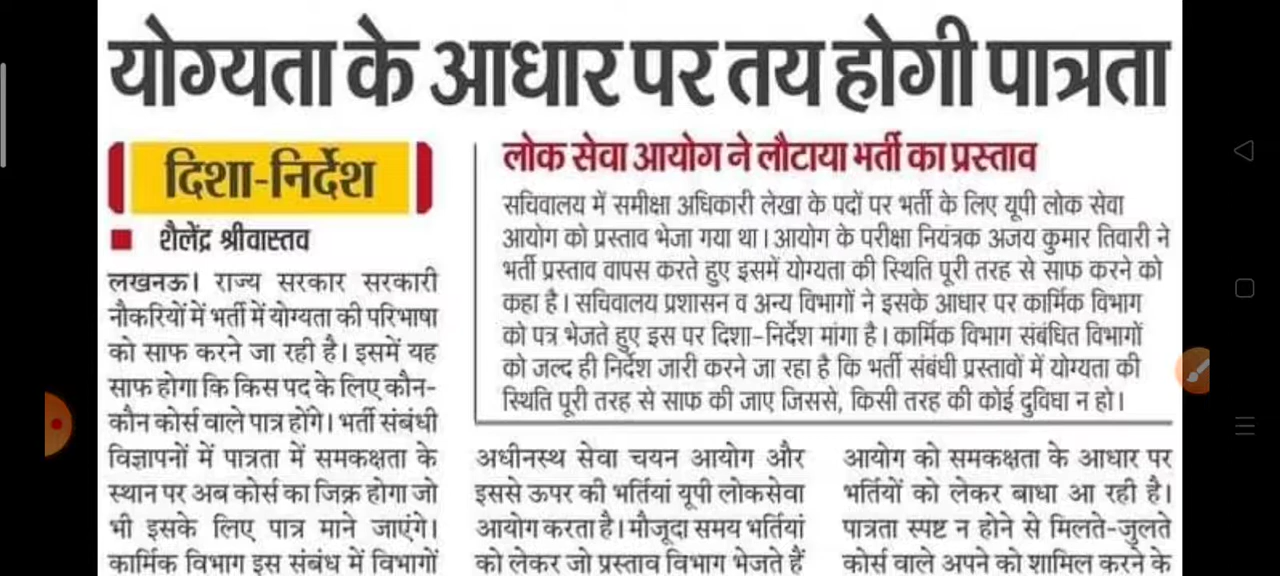 योग्यता के आधार पर तय होगी पात्रता
दिशा-निर्देश
शैलेंद्र श्रीवास्तव
लखनऊ। राज्य सरकार सरकारी
नौकरियों में भर्ती में योग्यता की परिभाषा
को साफ करने जा रही है। इसमें यह
साफ होगा कि किस पद के लिए कौन-
कौन कोर्स वाले पात्र होंगे। भर्ती संबंधी
विज्ञापनों में पात्रता में समकक्षता के
स्थान पर अब कोर्स का जिक्र होगा जो
भी इसके लिए पात्र माने जाएंगे।
कार्मिक विभाग इस संबंध में विभागों
लोक सेवा आयोग ने लौटाया भर्ती का प्रस्ताव
सचिवालय में समीक्षा अधिकारी लेखा के पदों पर भर्ती के लिए यूपी लोक सेवा
आयोग को प्रस्ताव भेजा गया था। आयोग के परीक्षा नियंत्रक अजय कुमार तिवारी ने
भर्ती प्रस्ताव वापस करते हुए इसमें योग्यता की स्थिति पूरी तरह से साफ करने को
कहा है। सचिवालय प्रशासन व अन्य विभागों ने इसके आधार पर कार्मिक विभाग
को पत्र भेजते हुए इस पर दिशा-निर्देश मांगा है। कार्मिक विभाग संबंधित विभागों
को जल्द ही निर्देश जारी करने जा रहा है कि भर्ती संबंधी प्रस्तावों में योग्यता की
स्थिति पूरी तरह से साफ की जाए जिससे, किसी तरह की कोई दुविधा न हो।
अधीनस्थ सेवा चयन आयोग और
इससे ऊपर की भर्तियां यूपी लोकसेवा
आयोग करता है। मौजूदा समय भर्तियां
को लेकर जो प्रस्ताव विभाग भेजते हैं
आयोग को समकक्षता के आधार पर
भर्तियों को लेकर बाधा आ रही है।
पात्रता स्पष्ट न होने से मिलते-जुलते
कोर्स वाले अपने को शामिल करने के